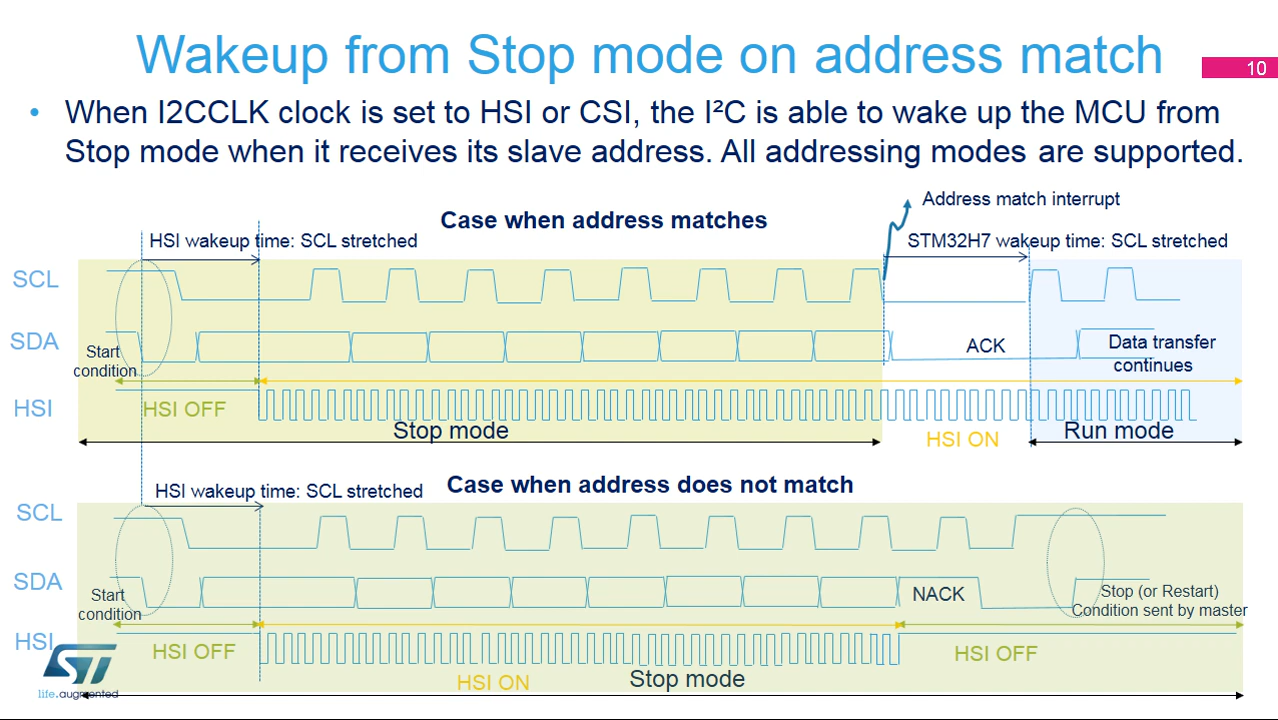 Wakeup from Stop mode on address match
10
• When I2CCLK clock is set to HSI or CSI, the I²C is able to wake up the MCU from
Stop mode when it receives its slave address. All addressing modes are supported.
Address match interrupt
Case when address matches
HSI wakeup time: SCL stretched
STM32H7 wakeup time: SCL stretched
SCL
SDA
Start
condition
ACK
Data transfer
continues
HSI
HSI OFF
Stop mode
HSI ON
Run mode
Case when address does not match
HSI wakeup time: SCL stretched
SCL
SDA
Start
condition
NACK
Stop (or Restart)
Condition sent by master
HSI
HSI OFF
HSI ON
Stop mode
HSI OFF
ST
life.augmented